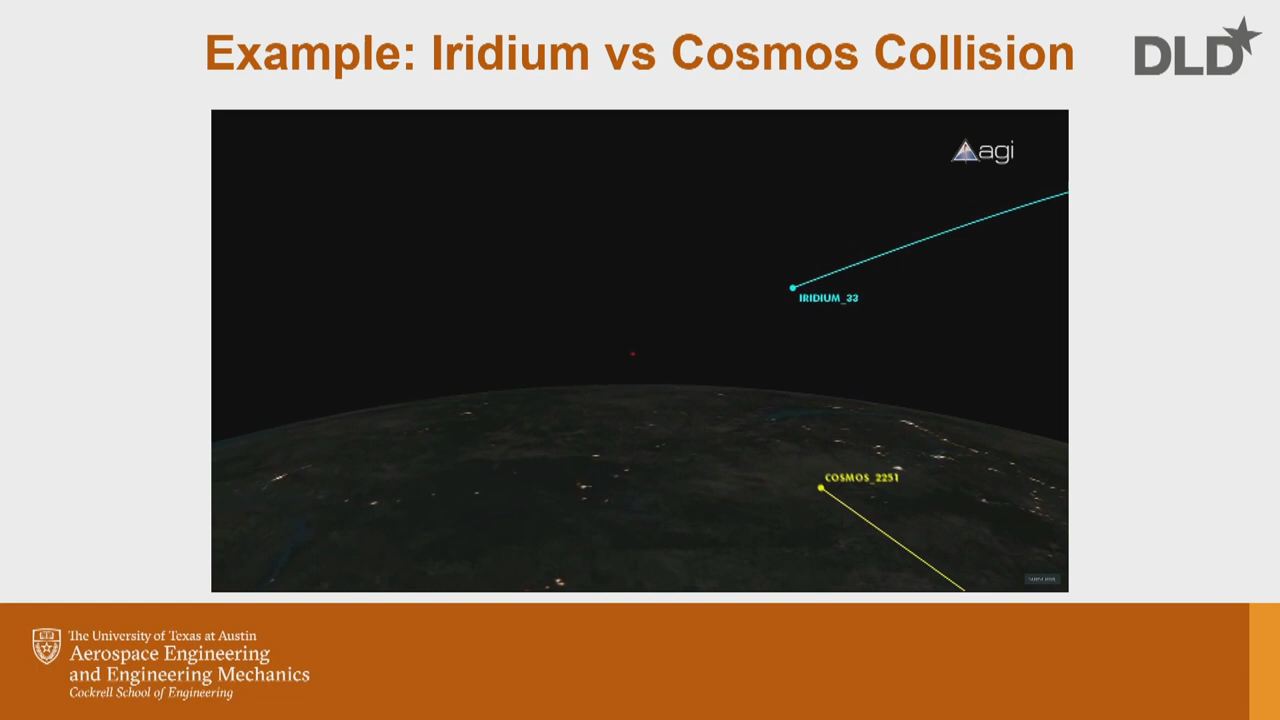 Example: Iridium vs Cosmos Collision
DLD
agi
IRIDIUM_33
COSMOS_2251
The University of Texas at Austin
Aerospace Engineering
and Engineering Mechanics
Cockrell School of Engineering